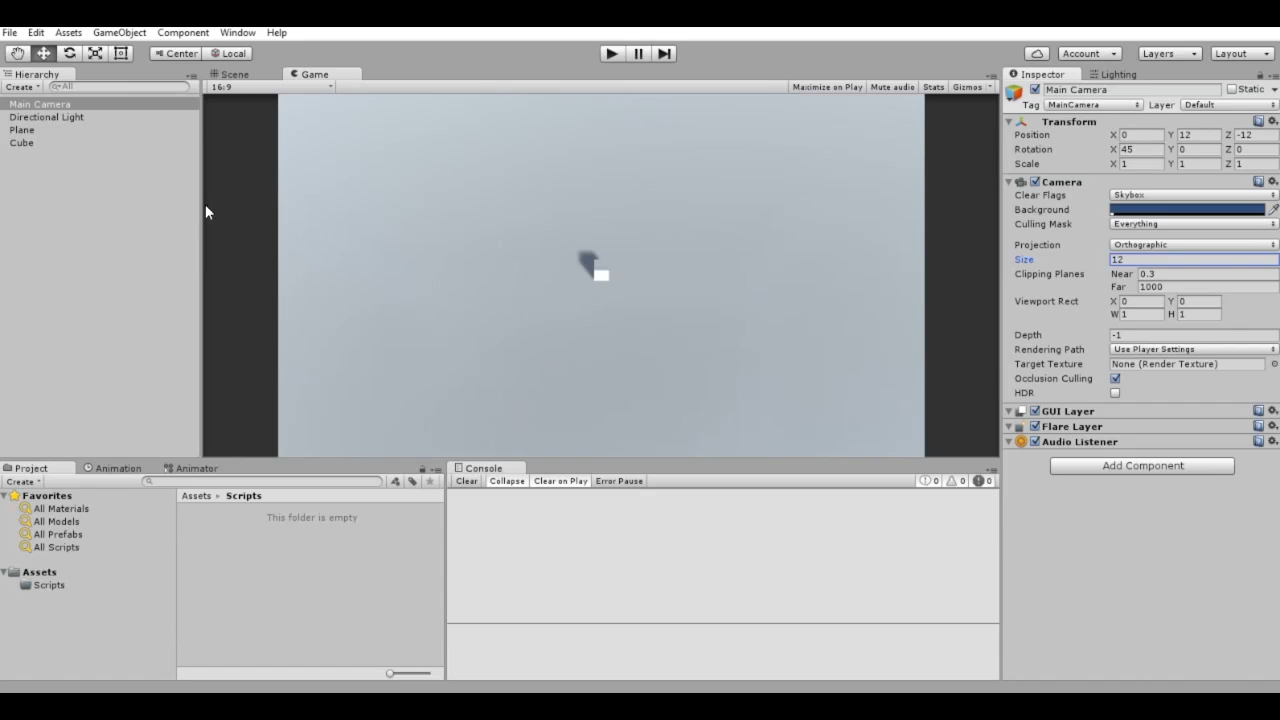 File Edit Assets GameObject Component Window Help
Center Local Account Layers Layout
Hierarchy Scene Game Inspector Lighting
Create All 16:9 Maximize on Play Mute audio Stats Gizmos Main Camera Static
Main Camera Tag MainCamera Layer Default
Directional Light Transform
Plane Position X 0 Y 12 Z -12
Cube Rotation X 45 Y 0 Z 0
Scale X 1 Y 1 Z 1
Camera
Clear Flags Skybox
Background
Culling Mask Everything
Projection Orthographic
Size 12
Clipping Planes Near 0.3
Far 1000
Viewport Rect X 0 Y 0
W 1 H 1
Depth -1
Rendering Path Use Player Settings
Target Texture None (Render Texture)
Occlusion Culling
HDR
GUI Layer
Flare Layer
Audio Listener
Add Component
Project Animation Animator Console
Create Clear Collapse Clear on Play Error Pause 0 0 0
Favorites Assets Scripts
All Materials This folder is empty
All Models
All Prefabs
All Scripts
Assets
Scripts